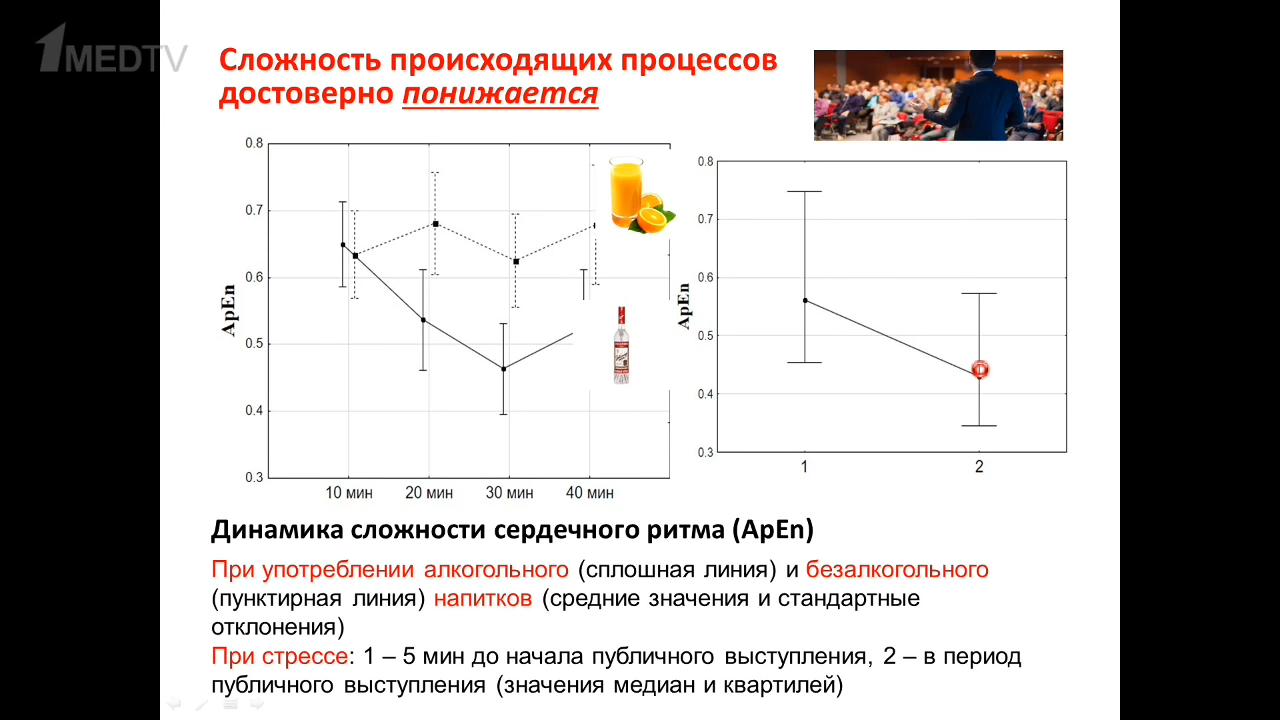 1MEDTV
Сложность происходящих процессов
достоверно понижается
0.8
0.7
0.6
0.5
0.4
0.3
ApEn
10 мин 20 мин 30 мин 40 мин
0.8
0.7
0.6
0.5
0.4
0.3
ApEn
1 2
Динамика сложности сердечного ритма (ApEn)
При употреблении алкогольного (сплошная линия) и безалкогольного
(пунктирная линия) напитков (средние значения и стандартные
отклонения)
При стрессе: 1 – 5 мин до начала публичного выступления, 2 – в период
публичного выступления (значения медиан и квартилей)